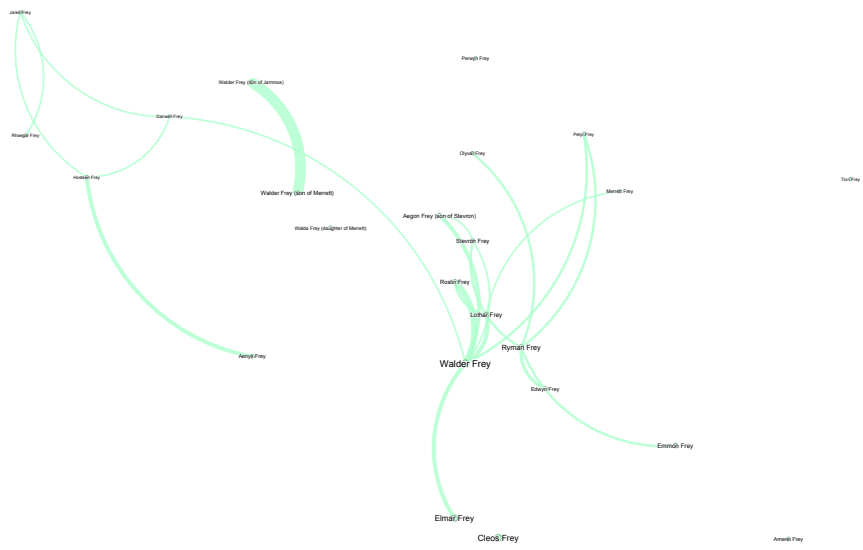 Jared Frey
Perwyn Frey
Walder Frey (son of Jammos)
Danwell Frey
Rhaegar Frey
Petyr Frey
Olyvar Frey
Hosteen Frey
Tion Frey
Merrett Frey
Walder Frey (son of Merrett)
Aegon Frey (son of Stevron)
Walda Frey (daughter of Merrett)
Stevron Frey
Roslin Frey
Lothar Frey
Ryman Frey
Aenys Frey
Walder Frey
Edwyn Frey
Emmon Frey
Elmar Frey
Cleos Frey
Amerei Frey